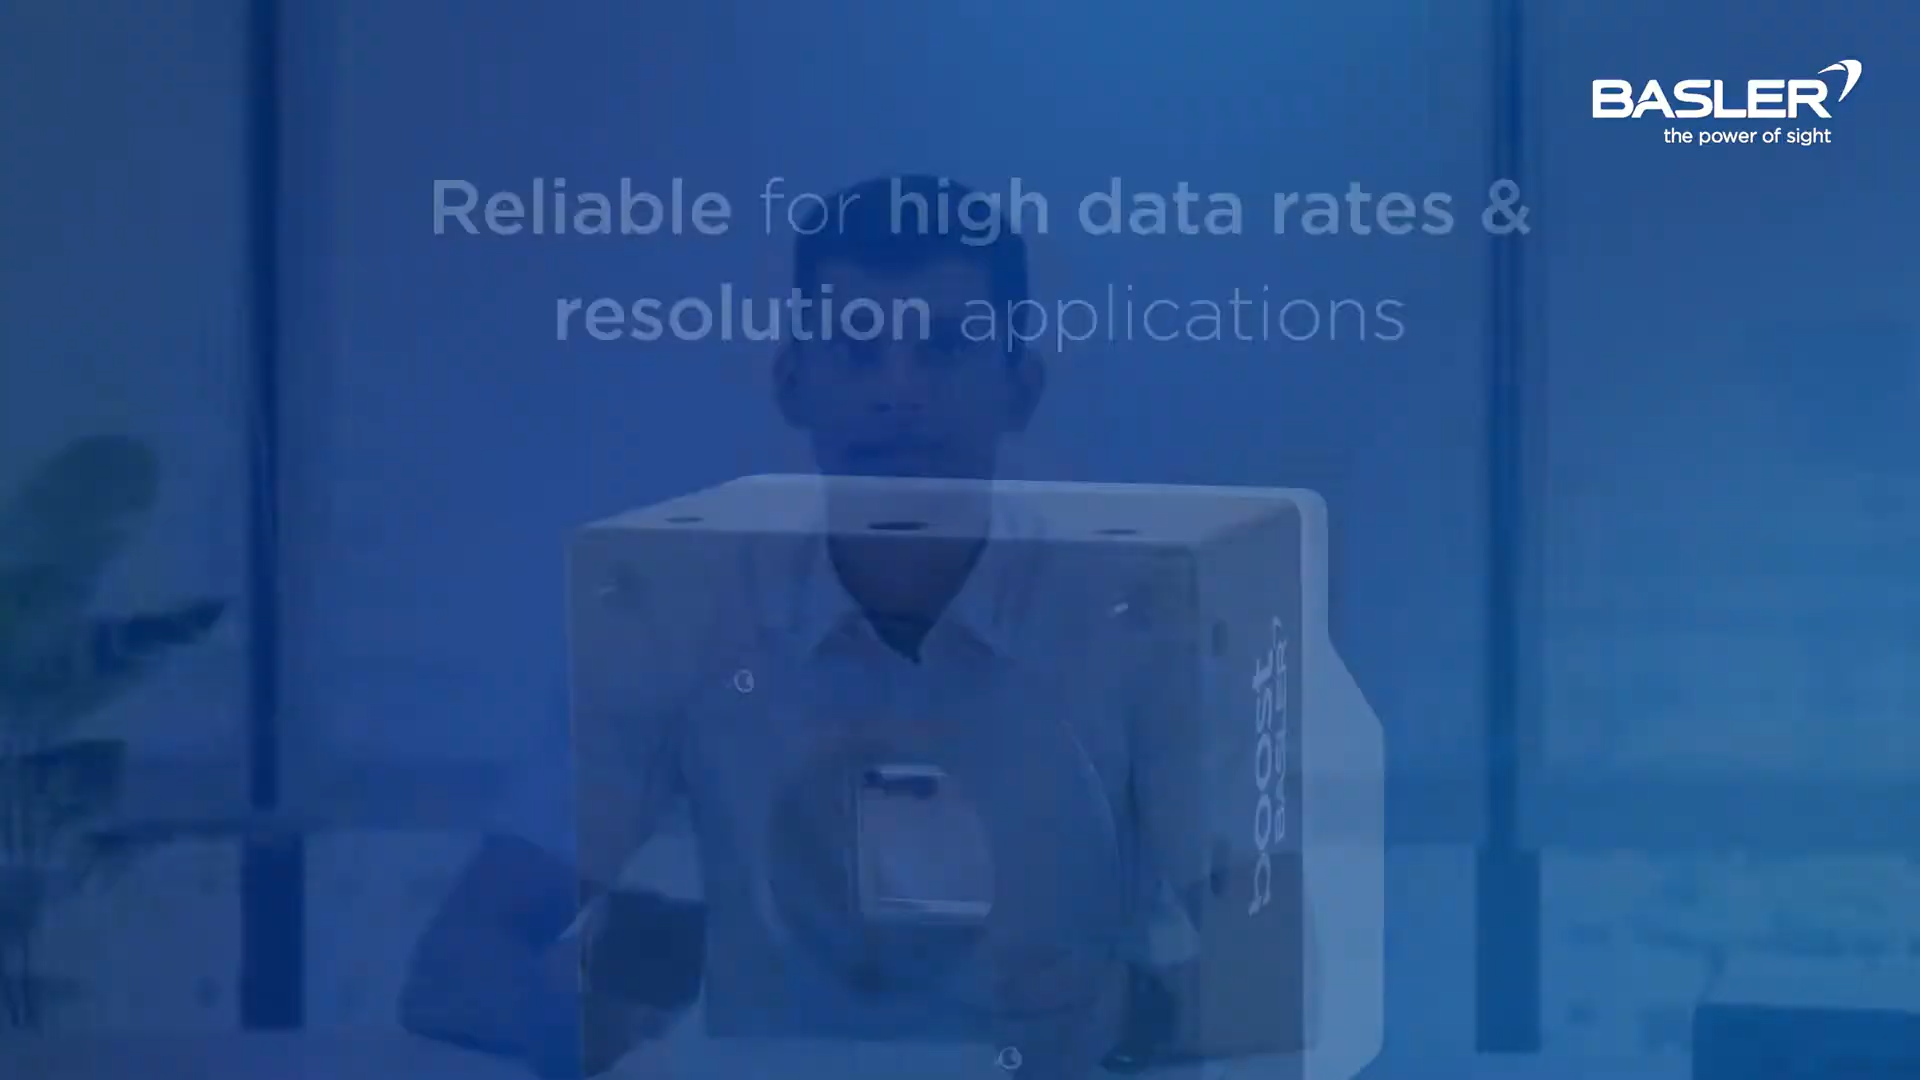 BASLER
the power of sight
Reliable for high data rates &
resolution applications
boost
BASLER